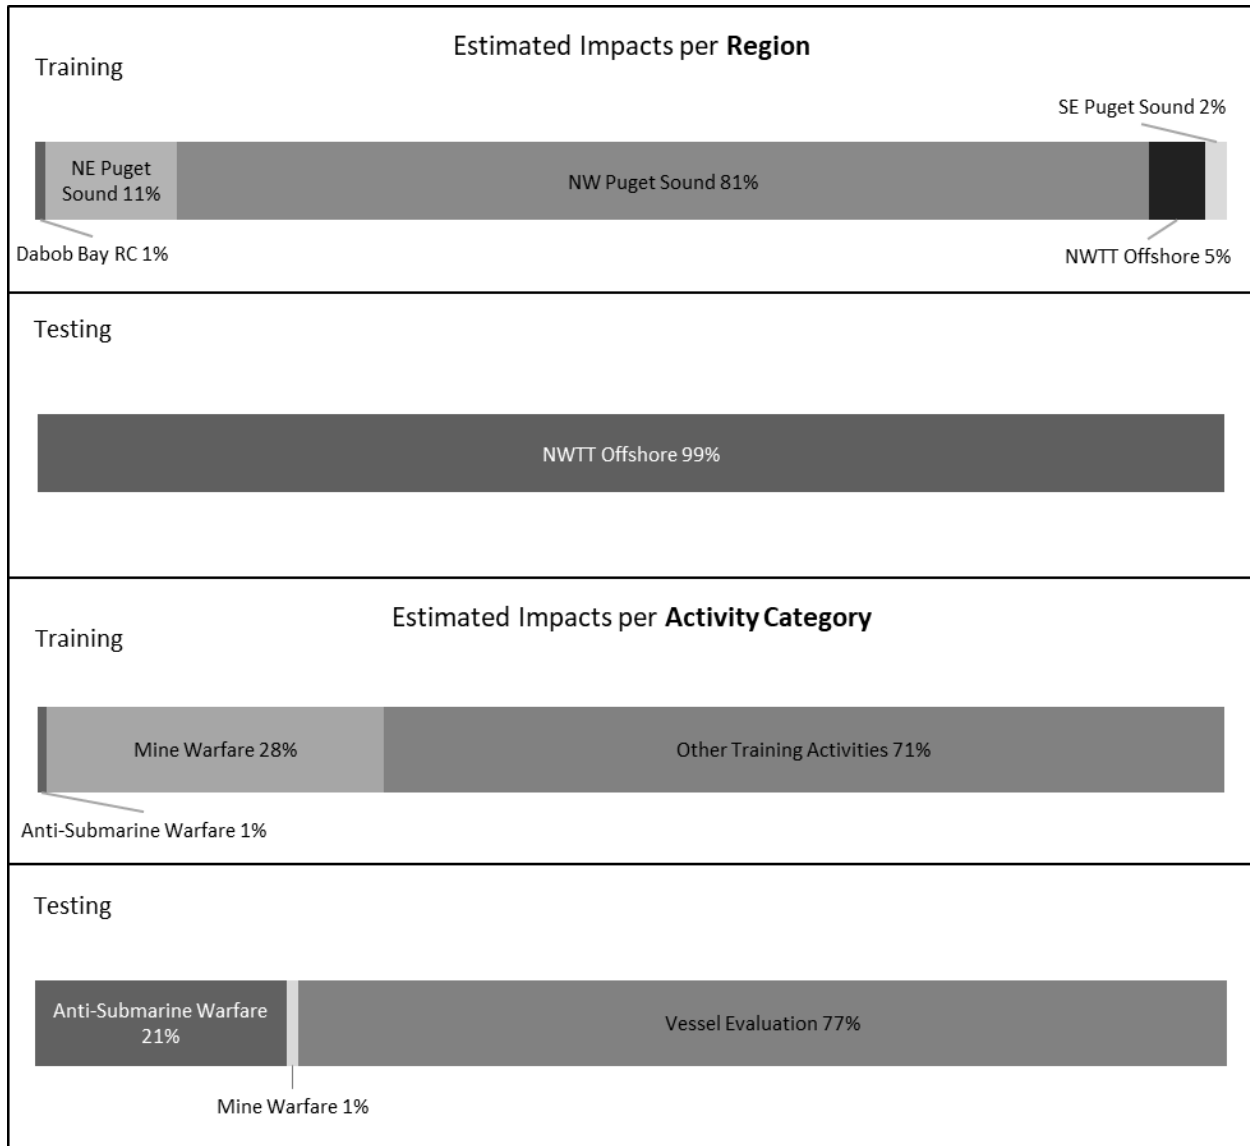 Estimated Impacts per Region
Training
SE Puget Sound 2%
NE Puget
Sound 11%
NW Puget Sound 81%
Dabob Bay RC 1%
NWTT Offshore 5%
Testing
NWTT Offshore 99%
Estimated Impacts per Activity Category
Training
Mine Warfare 28%
Other Training Activities 71%
Anti-Submarine Warfare 1%
Testing
Anti-Submarine Warfare
21%
Vessel Evaluation 77%
Mine Warfare 1%